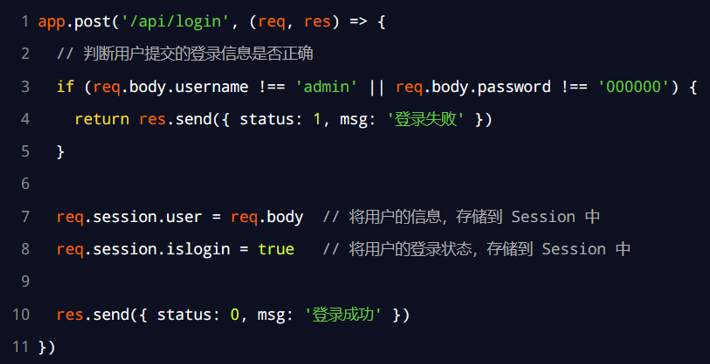 1 app.post('/api/login', (req, res) => {
2   // 判断用户提交的登录信息是否正确
3   if (req.body.username !== 'admin' || req.body.password !== '000000') {
4     return res.send({ status: 1, msg: '登录失败' })
5   }
6
7   req.session.user = req.body  // 将用户的信息，存储到 Session 中
8   req.session.islogin = true   // 将用户的登录状态，存储到 Session 中
9
10   res.send({ status: 0, msg: '登录成功' })
11 })